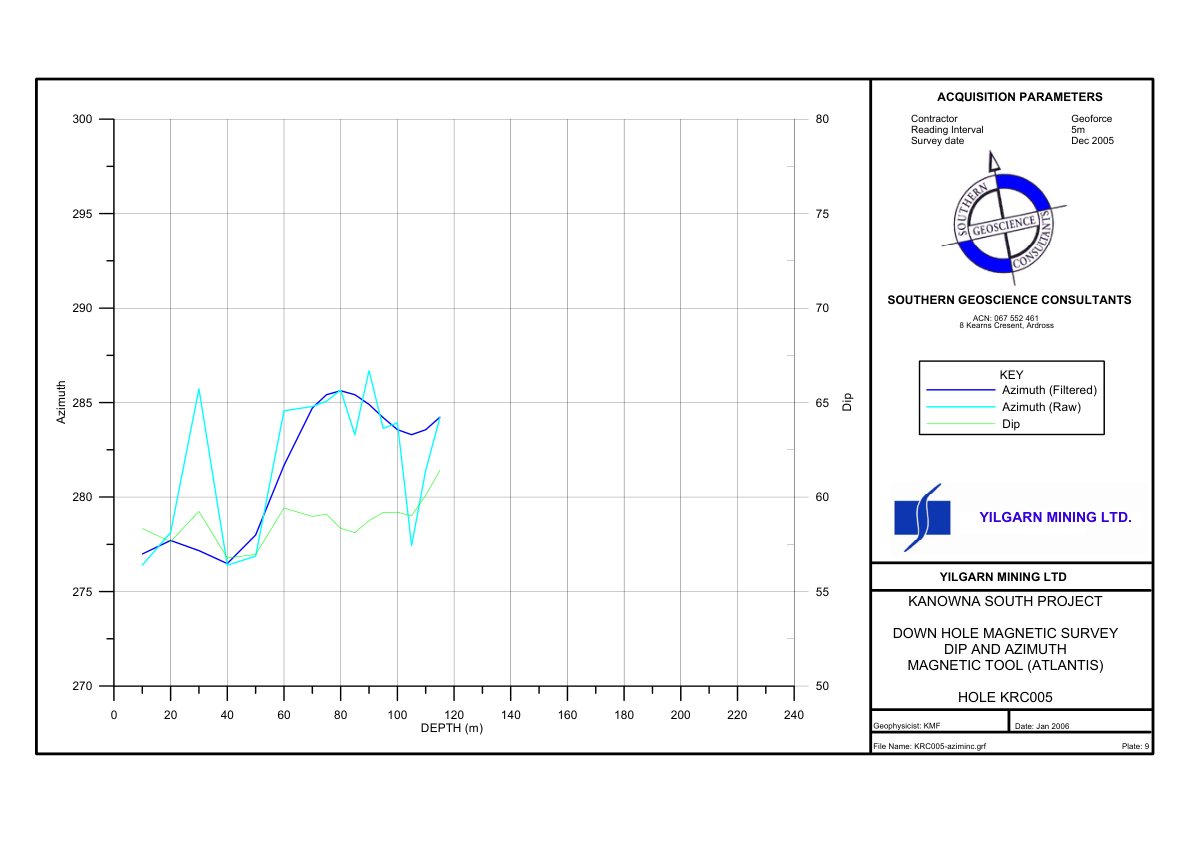 300
295
290
285
280
275
270
Azimuth
80
75
70
65
60
55
50
Dip
0 20 40 60 80 100 120 140 160 180 200 220 240
DEPTH (m)
ACQUISITION PARAMETERS
Contractor Geoforce
Reading Interval 5m
Survey date Dec 2005
SOUTHERN
GEOSCIENCE
CONSULTANTS
SOUTHERN GEOSCIENCE CONSULTANTS
ACN: 067 552 461
8 Kearns Cresent, Ardross
KEY
Azimuth (Filtered)
Azimuth (Raw)
Dip
YILGARN MINING LTD.
YILGARN MINING LTD
KANOWNA SOUTH PROJECT
DOWN HOLE MAGNETIC SURVEY
DIP AND AZIMUTH
MAGNETIC TOOL (ATLANTIS)
HOLE KRC005
Geophysicist: KMF Date: Jan 2006
File Name: KRC005-aziminc.grf Plate: 9